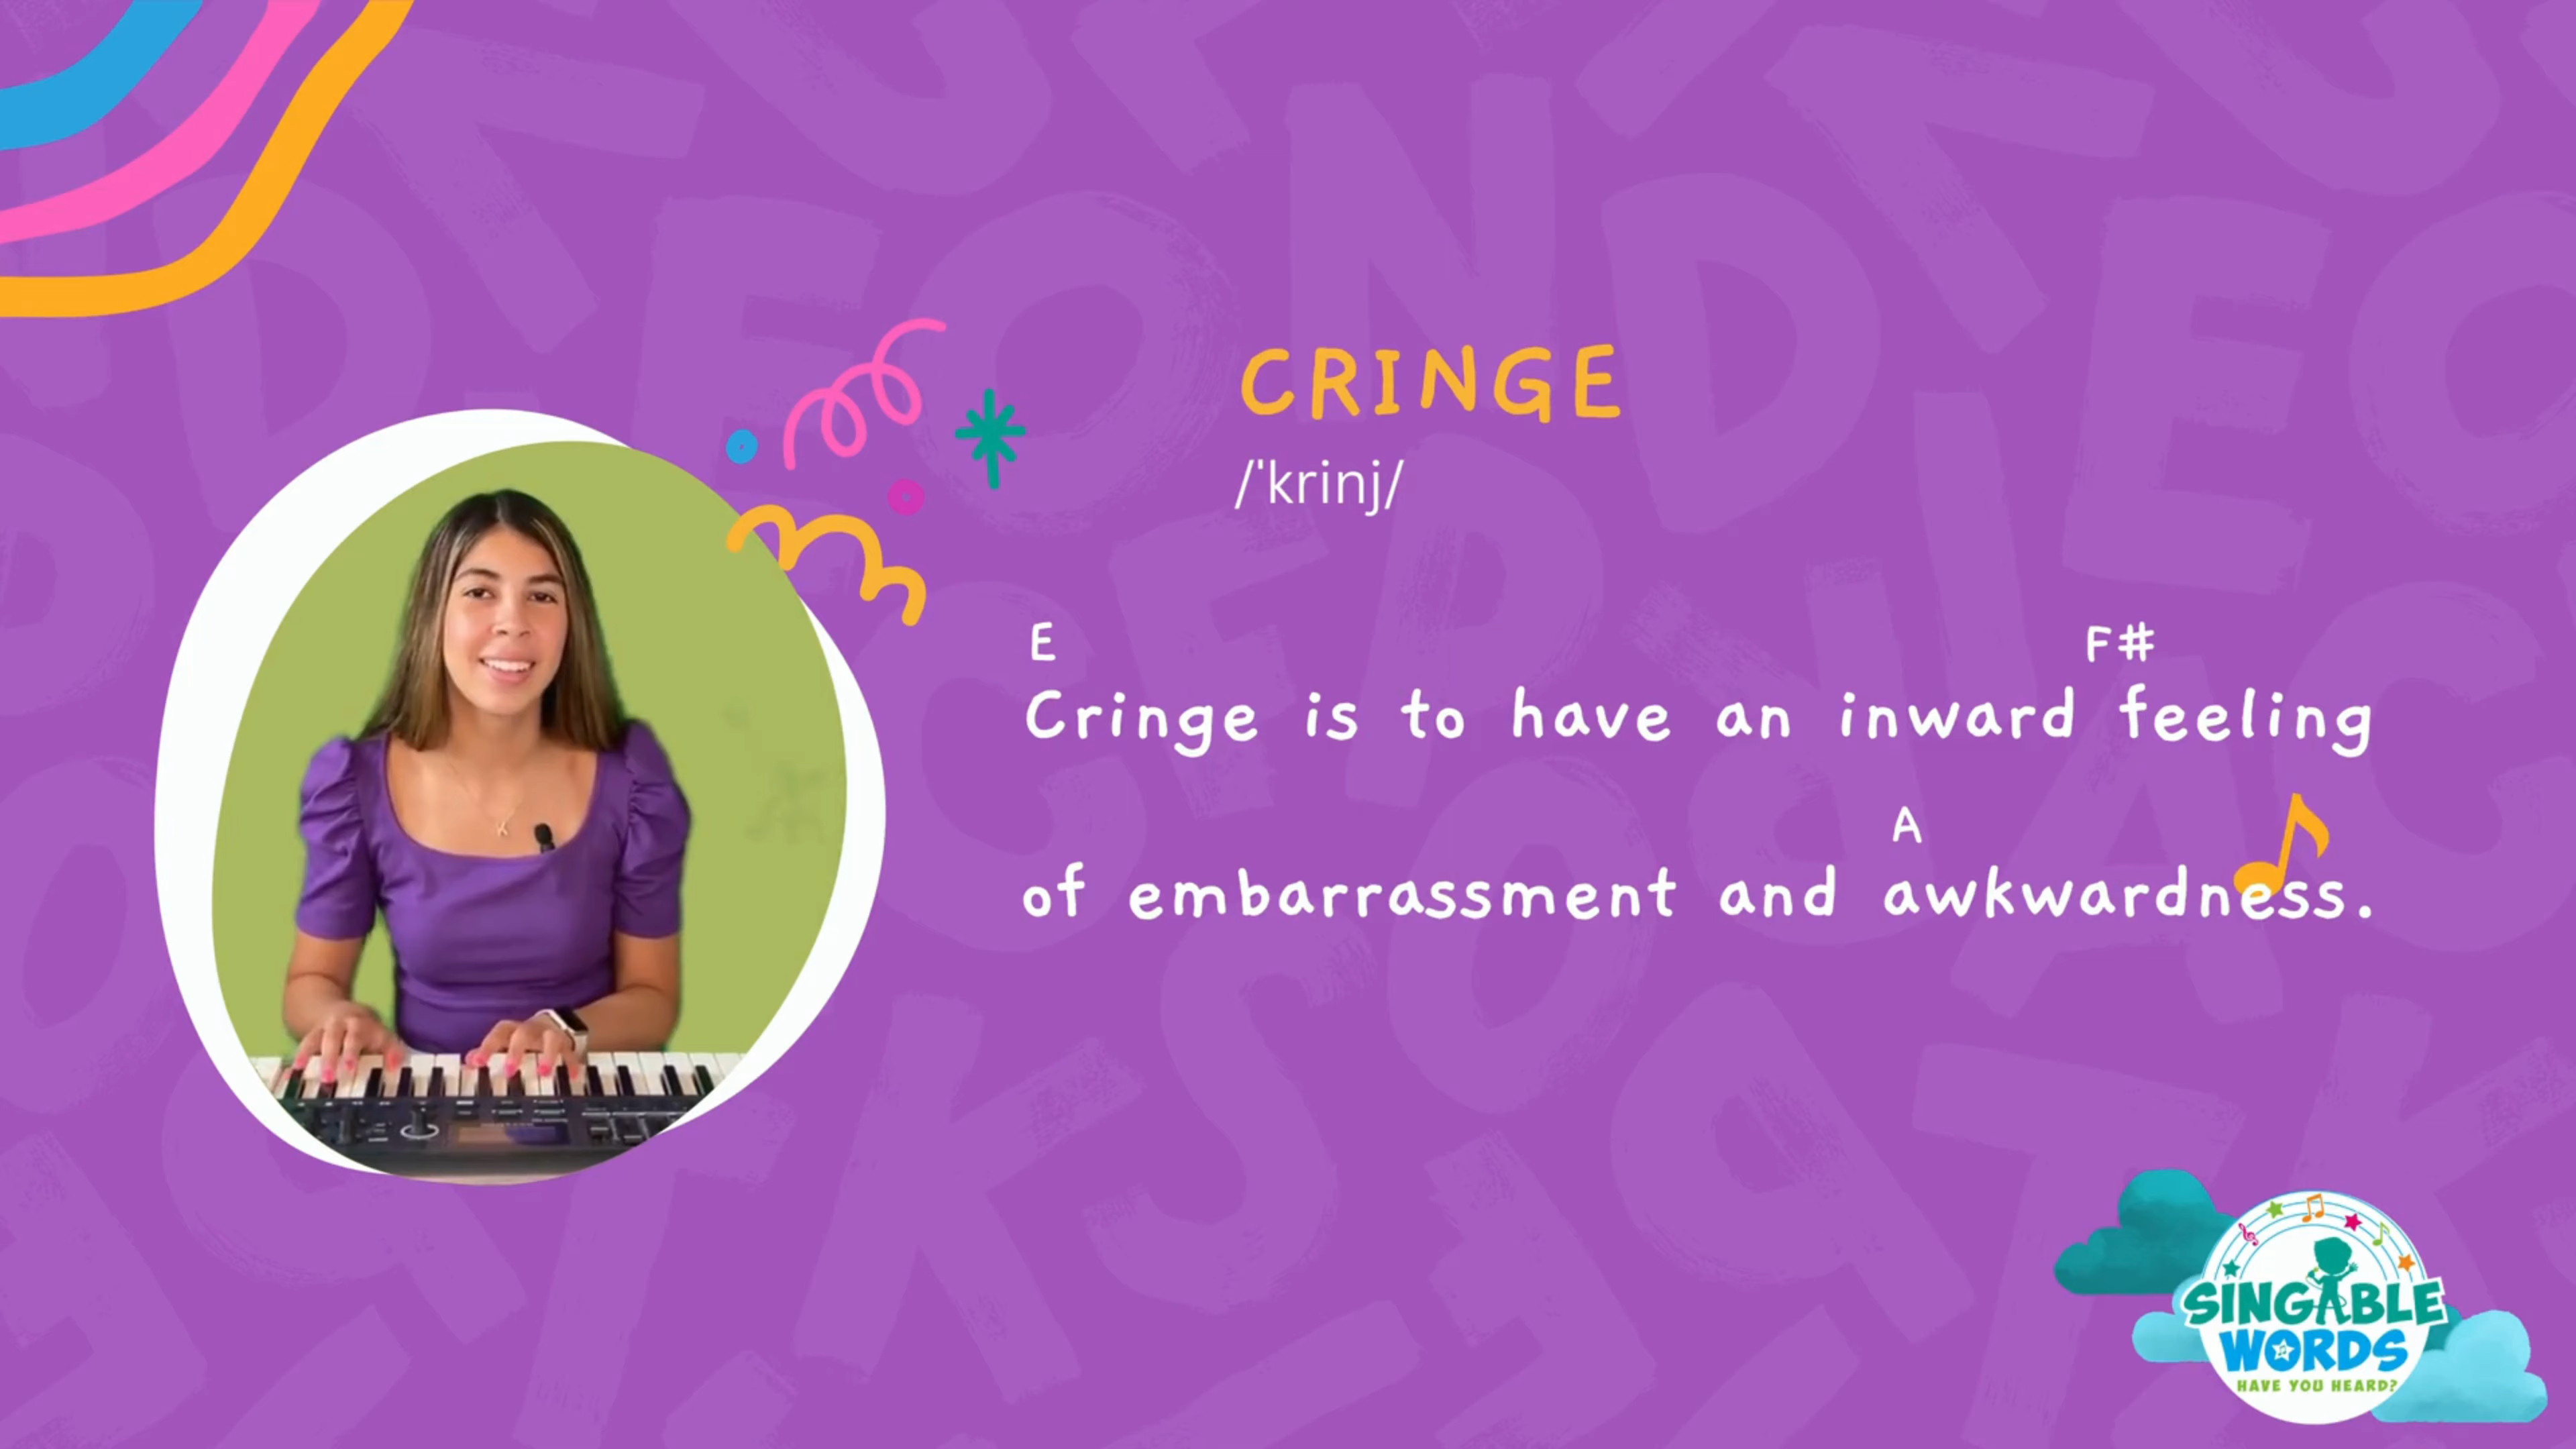 CRINGE
/'krinj/
E F#
Cringe is to have an inward feeling
A
of embarrassment and awkwardness.
SINGABLE
WORDS
HAVE YOU HEARD?